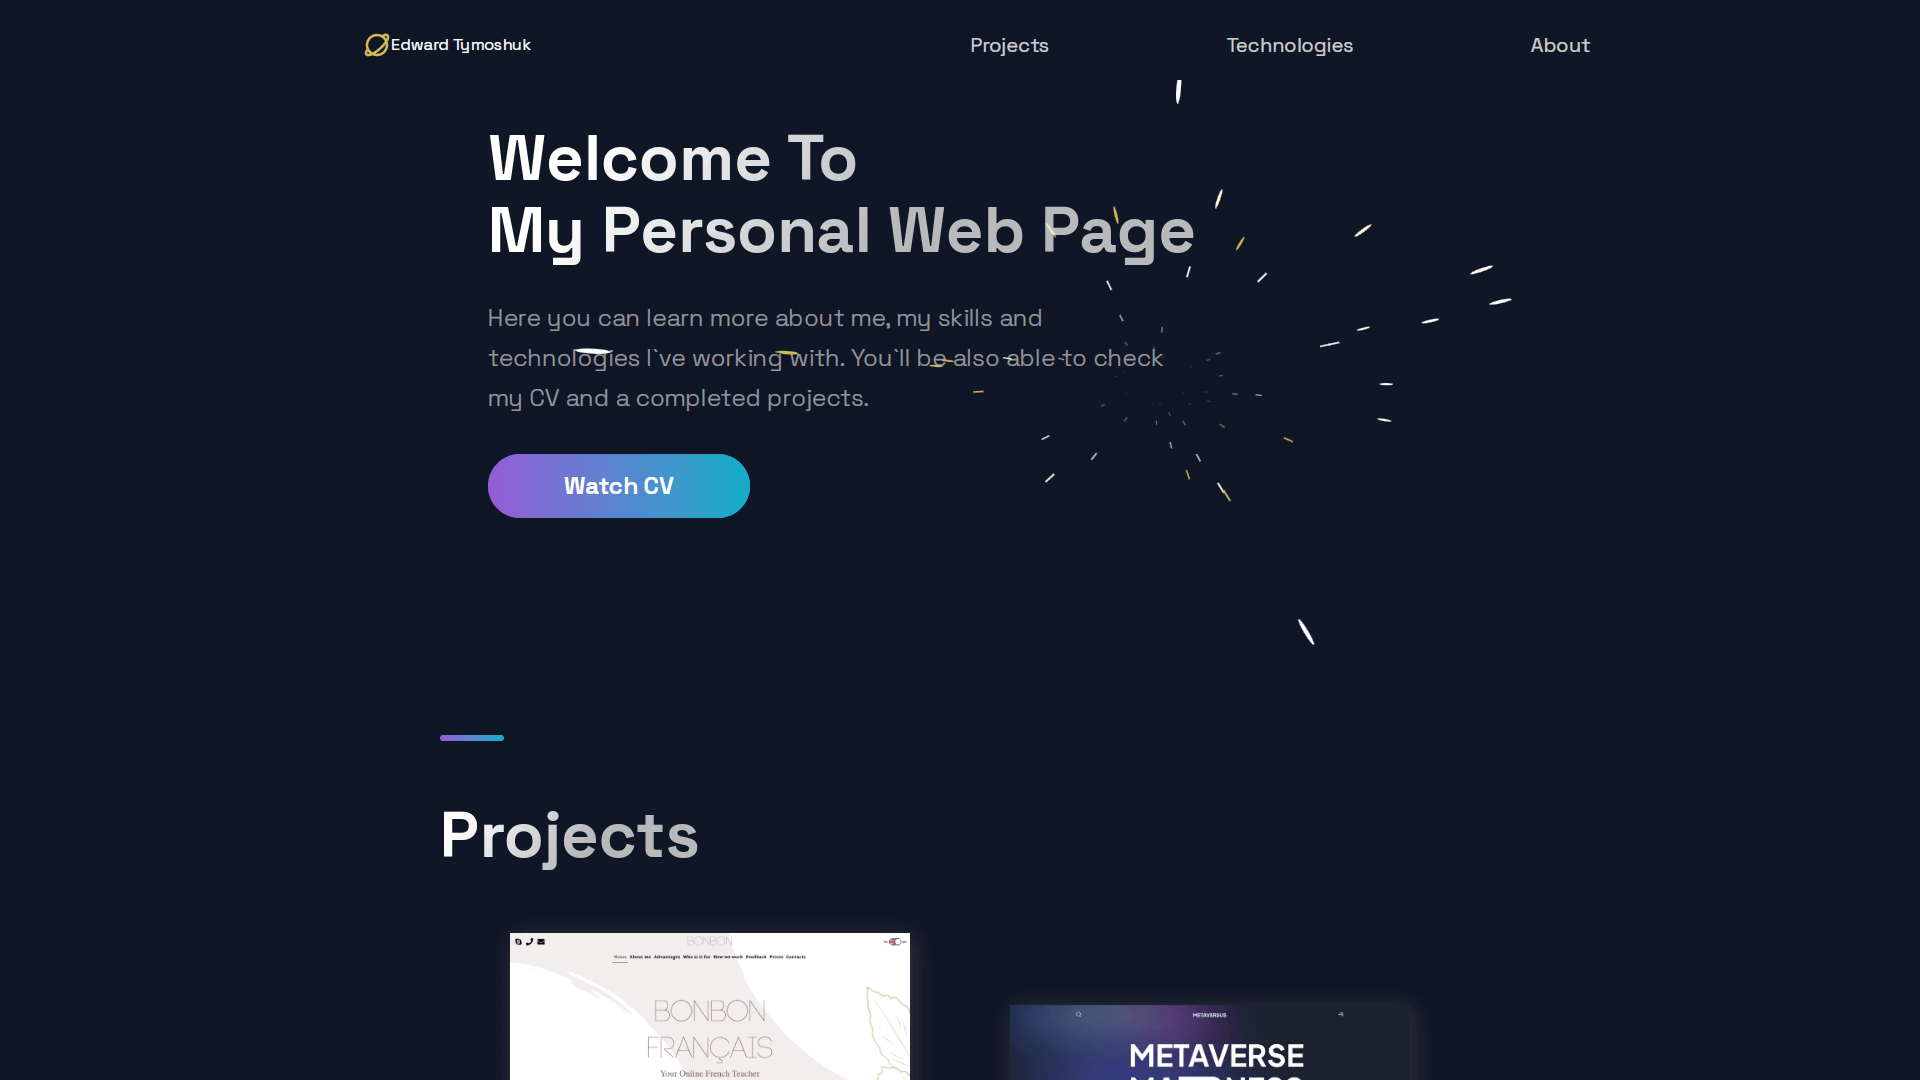 Edward Tymoshuk
Projects
Technologies
About
Welcome To
My Personal Web Page
Here you can learn more about me, my skills and
technologies I`ve working with. You`ll be also able to check
my CV and a completed projects.
Watch CV
Projects
BONBON
Home About me Advantages Who is it for How we work Feedback Prices Contacts
BONBON
FRANÇAIS
Your Online French Teacher
METAVERSUS
METAVERSE